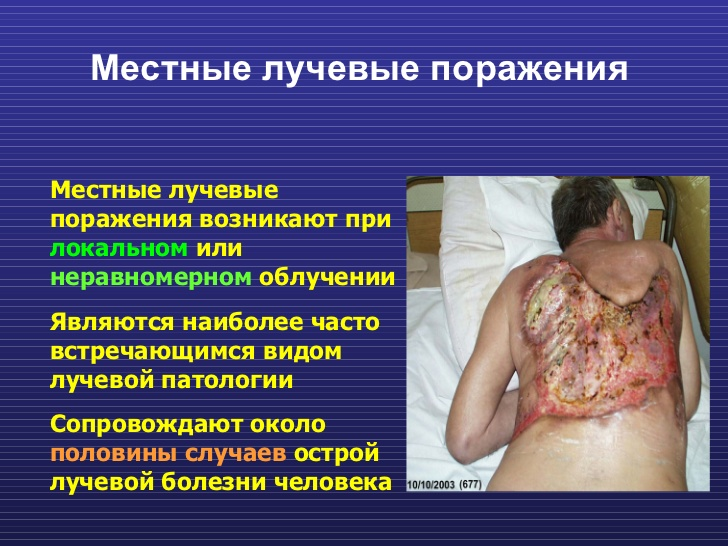 Местные лучевые поражения
Местные лучевые
поражения возникают при
локальном или
неравномерном облучении
Являются наиболее часто
встречающимся видом
лучевой патологии
Сопровождают около
половины случаев острой
лучевой болезни человека
10/10/2003 (677)